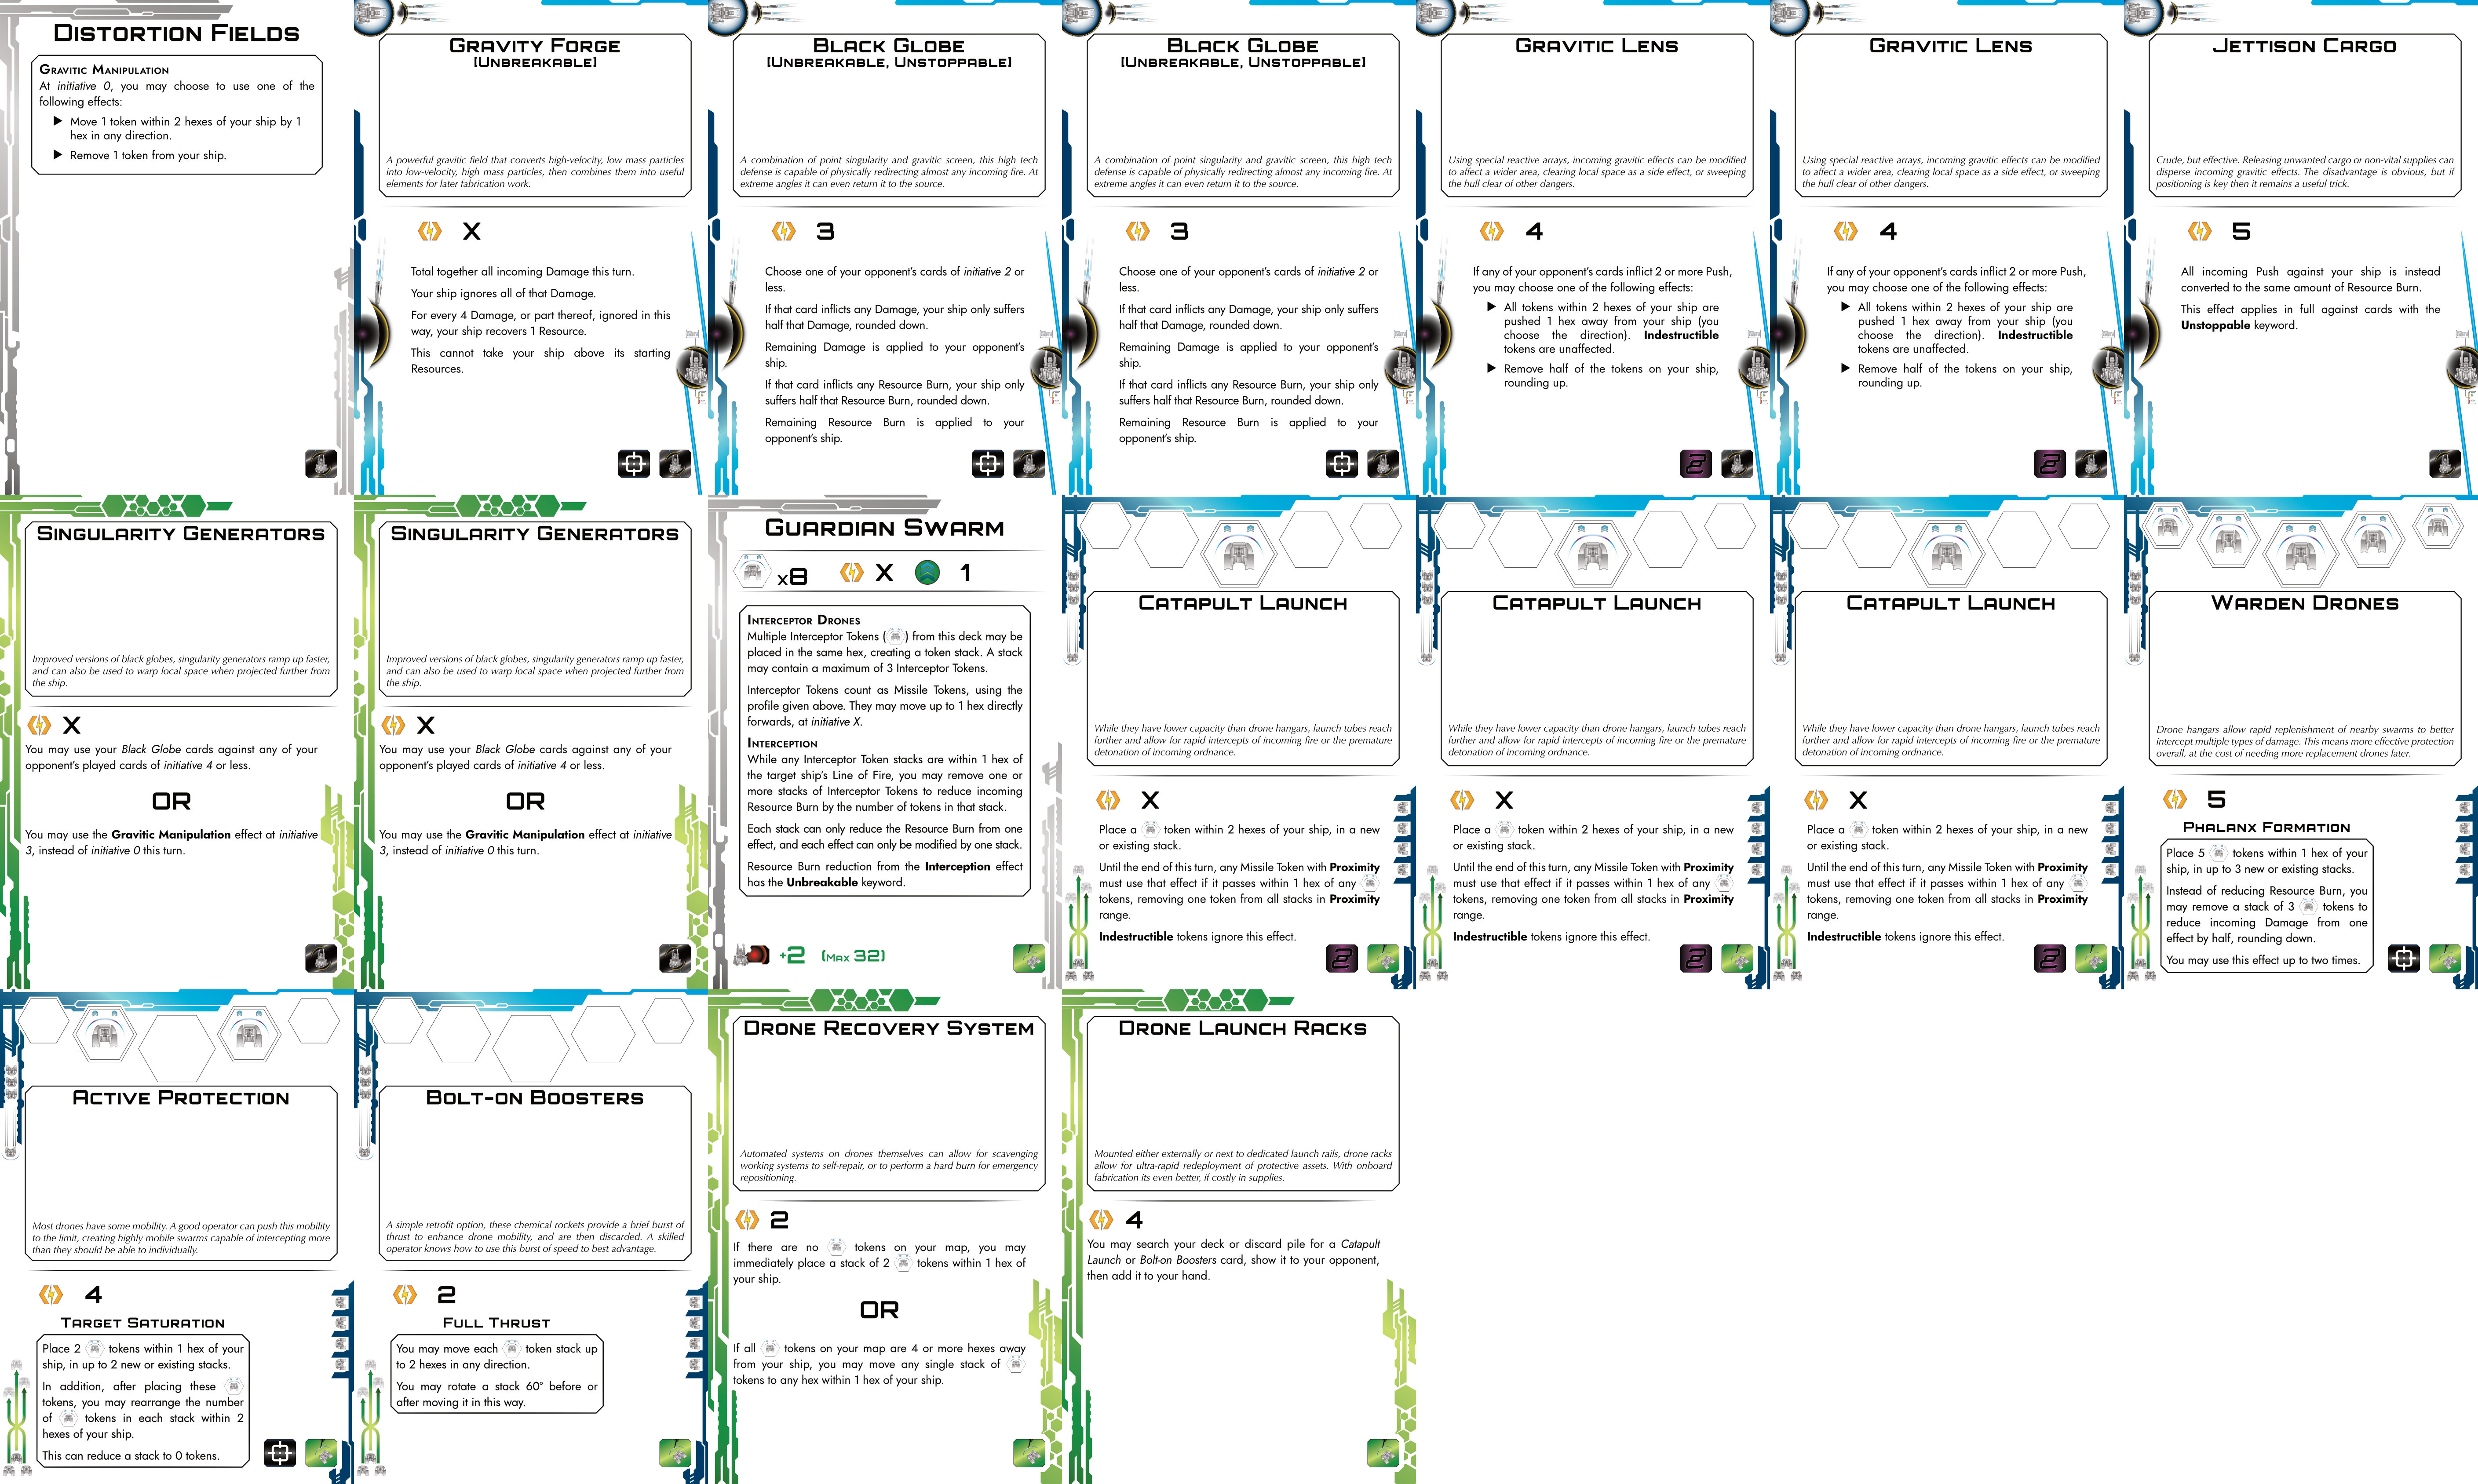 Distortion Fields
Gravitic Manipulation
At initiative 0, you may choose to use one of the
following effects:
▶ Move 1 token within 2 hexes of your ship by 1
hex in any direction.
▶ Remove 1 token from your ship.
Gravity Forge
[Unbreakable]
A powerful gravitic field that converts high-velocity, low mass particles
into low-velocity, high mass particles, then combines them into useful
elements for later fabrication work.
X
Total together all incoming Damage this turn.
Your ship ignores all of that Damage.
For every 4 Damage, or part thereof, ignored in this
way, your ship recovers 1 Resource.
This cannot take your ship above its starting
Resources.
Black Globe
[Unbreakable, Unstoppable]
A combination of point singularity and gravitic screen, this high tech
defense is capable of physically redirecting almost any incoming fire. At
extreme angles it can even return it to the source.
3
Choose one of your opponent's cards of initiative 2 or
less.
If that card inflicts any Damage, your ship only suffers
half that Damage, rounded down.
Remaining Damage is applied to your opponent's
ship.
If that card inflicts any Resource Burn, your ship only
suffers half that Resource Burn, rounded down.
Remaining Resource Burn is applied to your
opponent's ship.
Black Globe
[Unbreakable, Unstoppable]
A combination of point singularity and gravitic screen, this high tech
defense is capable of physically redirecting almost any incoming fire. At
extreme angles it can even return it to the source.
3
Choose one of your opponent's cards of initiative 2 or
less.
If that card inflicts any Damage, your ship only suffers
half that Damage, rounded down.
Remaining Damage is applied to your opponent's
ship.
If that card inflicts any Resource Burn, your ship only
suffers half that Resource Burn, rounded down.
Remaining Resource Burn is applied to your
opponent's ship.
Gravitic Lens
Using special reactive arrays, incoming gravitic effects can be modified
to affect a wider area, clearing local space as a side effect, or sweeping
the hull clear of other dangers.
4
If any of your opponent's cards inflict 2 or more Push,
you may choose one of the following effects:
▶ All tokens within 2 hexes of your ship are
pushed 1 hex away from your ship (you
choose the direction). Indestructible
tokens are unaffected.
▶ Remove half of the tokens on your ship,
rounding up.
2
Gravitic Lens
Using special reactive arrays, incoming gravitic effects can be modified
to affect a wider area, clearing local space as a side effect, or sweeping
the hull clear of other dangers.
4
If any of your opponent's cards inflict 2 or more Push,
you may choose one of the following effects:
▶ All tokens within 2 hexes of your ship are
pushed 1 hex away from your ship (you
choose the direction). Indestructible
tokens are unaffected.
▶ Remove half of the tokens on your ship,
rounding up.
2
Jettison Cargo
Crude, but effective. Releasing unwanted cargo or non-vital supplies can
disperse incoming gravitic effects. The disadvantage is obvious, but if
positioning is key then it remains a useful trick.
5
All incoming Push against your ship is instead
converted to the same amount of Resource Burn.
This effect applies in full against cards with the
Unstoppable keyword.
Singularity Generators
Improved versions of black globes, singularity generators ramp up faster,
and can also be used to warp local space when projected further from
the ship.
X
You may use your Black Globe cards against any of your
opponent's played cards of initiative 4 or less.
OR
You may use the Gravitic Manipulation effect at initiative
3, instead of initiative 0 this turn.
Singularity Generators
Improved versions of black globes, singularity generators ramp up faster,
and can also be used to warp local space when projected further from
the ship.
X
You may use your Black Globe cards against any of your
opponent's played cards of initiative 4 or less.
OR
You may use the Gravitic Manipulation effect at initiative
3, instead of initiative 0 this turn.
Guardian Swarm
x8 X 1
Interceptor Drones
Multiple Interceptor Tokens ( ) from this deck may be
placed in the same hex, creating a token stack. A stack
may contain a maximum of 3 Interceptor Tokens.
Interceptor Tokens count as Missile Tokens, using the
profile given above. They may move up to 1 hex directly
forwards, at initiative X.
Interception
While any Interceptor Token stacks are within 1 hex of
the target ship's Line of Fire, you may remove one or
more stacks of Interceptor Tokens to reduce incoming
Resource Burn by the number of tokens in that stack.
Each stack can only reduce the Resource Burn from one
effect, and each effect can only be modified by one stack.
Resource Burn reduction from the Interception effect
has the Unbreakable keyword.
+2 (Max 32)
Catapult Launch
While they have lower capacity than drone hangars, launch tubes reach
further and allow for rapid intercepts of incoming fire or the premature
detonation of incoming ordnance.
X
Place a token within 2 hexes of your ship, in a new
or existing stack.
Until the end of this turn, any Missile Token with Proximity
must use that effect if it passes within 1 hex of any
tokens, removing one token from all stacks in Proximity
range.
Indestructible tokens ignore this effect.
2
Catapult Launch
While they have lower capacity than drone hangars, launch tubes reach
further and allow for rapid intercepts of incoming fire or the premature
detonation of incoming ordnance.
X
Place a token within 2 hexes of your ship, in a new
or existing stack.
Until the end of this turn, any Missile Token with Proximity
must use that effect if it passes within 1 hex of any
tokens, removing one token from all stacks in Proximity
range.
Indestructible tokens ignore this effect.
2
Catapult Launch
While they have lower capacity than drone hangars, launch tubes reach
further and allow for rapid intercepts of incoming fire or the premature
detonation of incoming ordnance.
X
Place a token within 2 hexes of your ship, in a new
or existing stack.
Until the end of this turn, any Missile Token with Proximity
must use that effect if it passes within 1 hex of any
tokens, removing one token from all stacks in Proximity
range.
Indestructible tokens ignore this effect.
2
Warden Drones
Drone hangars allow rapid replenishment of nearby swarms to better
intercept multiple types of damage. This means more effective protection
overall, at the cost of needing more replacement drones later.
5
Phalanx Formation
Place 5 tokens within 1 hex of your
ship, in up to 3 new or existing stacks.
Instead of reducing Resource Burn, you
may remove a stack of 3 tokens to
reduce incoming Damage from one
effect by half, rounding down.
You may use this effect up to two times.
Active Protection
Most drones have some mobility. A good operator can push this mobility
to the limit, creating highly mobile swarms capable of intercepting more
than they should be able to individually.
4
Target Saturation
Place 2 tokens within 1 hex of your
ship, in up to 2 new or existing stacks.
In addition, after placing these
tokens, you may rearrange the number
of tokens in each stack within 2
hexes of your ship.
This can reduce a stack to 0 tokens.
Bolt-on Boosters
A simple retrofit option, these chemical rockets provide a brief burst of
thrust to enhance drone mobility, and are then discarded. A skilled
operator knows how to use this burst of speed to best advantage.
2
Full Thrust
You may move each token stack up
to 2 hexes in any direction.
You may rotate a stack 60° before or
after moving it in this way.
Drone Recovery System
Automated systems on drones themselves can allow for scavenging
working systems to self-repair, or to perform a hard burn for emergency
repositioning.
2
If there are no tokens on your map, you may
immediately place a stack of 2 tokens within 1 hex of
your ship.
OR
If all tokens on your map are 4 or more hexes away
from your ship, you may move any single stack of
tokens to any hex within 1 hex of your ship.
Drone Launch Racks
Mounted either externally or next to dedicated launch rails, drone racks
allow for ultra-rapid redeployment of protective assets. With onboard
fabrication its even better, if costly in supplies.
4
You may search your deck or discard pile for a Catapult
Launch or Bolt-on Boosters card, show it to your opponent,
then add it to your hand.